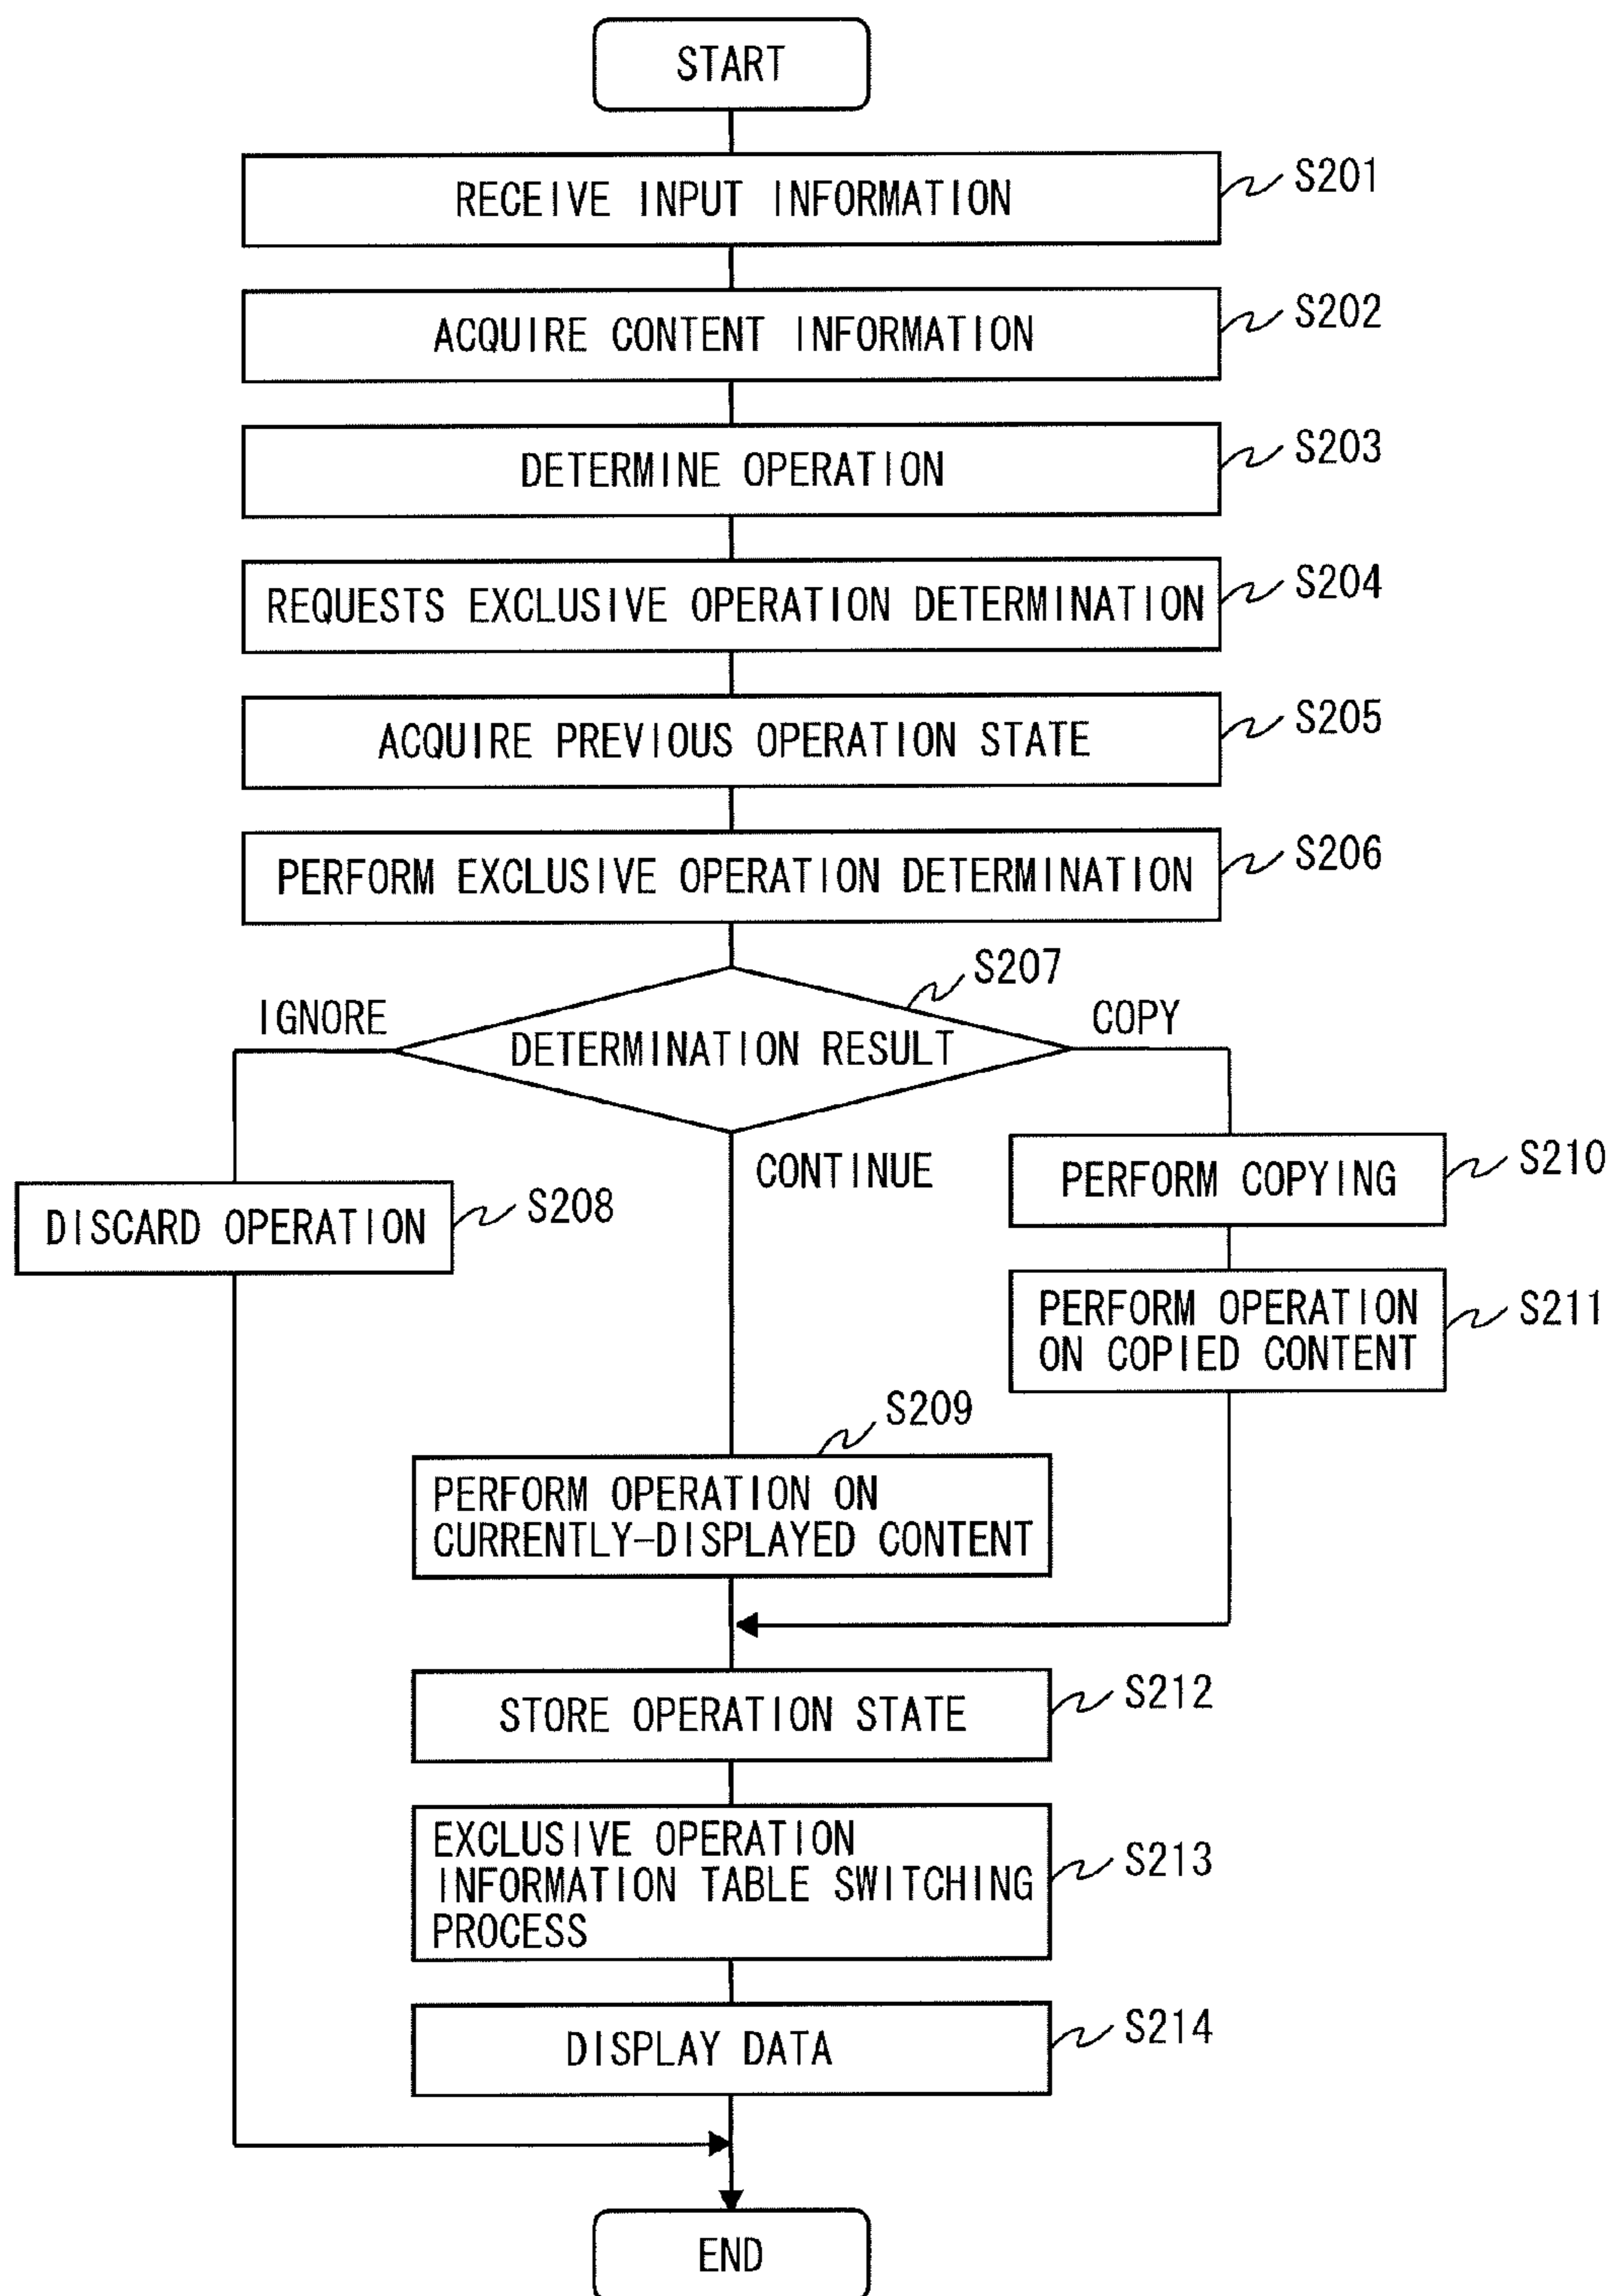 START
RECEIVE INPUT INFORMATION
S201
ACQUIRE CONTENT INFORMATION
S202
DETERMINE OPERATION
S203
REQUESTS EXCLUSIVE OPERATION DETERMINATION
S204
ACQUIRE PREVIOUS OPERATION STATE
S205
PERFORM EXCLUSIVE OPERATION DETERMINATION
S206
S207
IGNORE
DETERMINATION RESULT
COPY
CONTINUE
DISCARD OPERATION
S208
PERFORM COPYING
S210
PERFORM OPERATION
ON COPIED CONTENT
S211
S209
PERFORM OPERATION ON
CURRENTLY-DISPLAYED CONTENT
STORE OPERATION STATE
S212
EXCLUSIVE OPERATION
INFORMATION TABLE SWITCHING
PROCESS
S213
DISPLAY DATA
S214
END